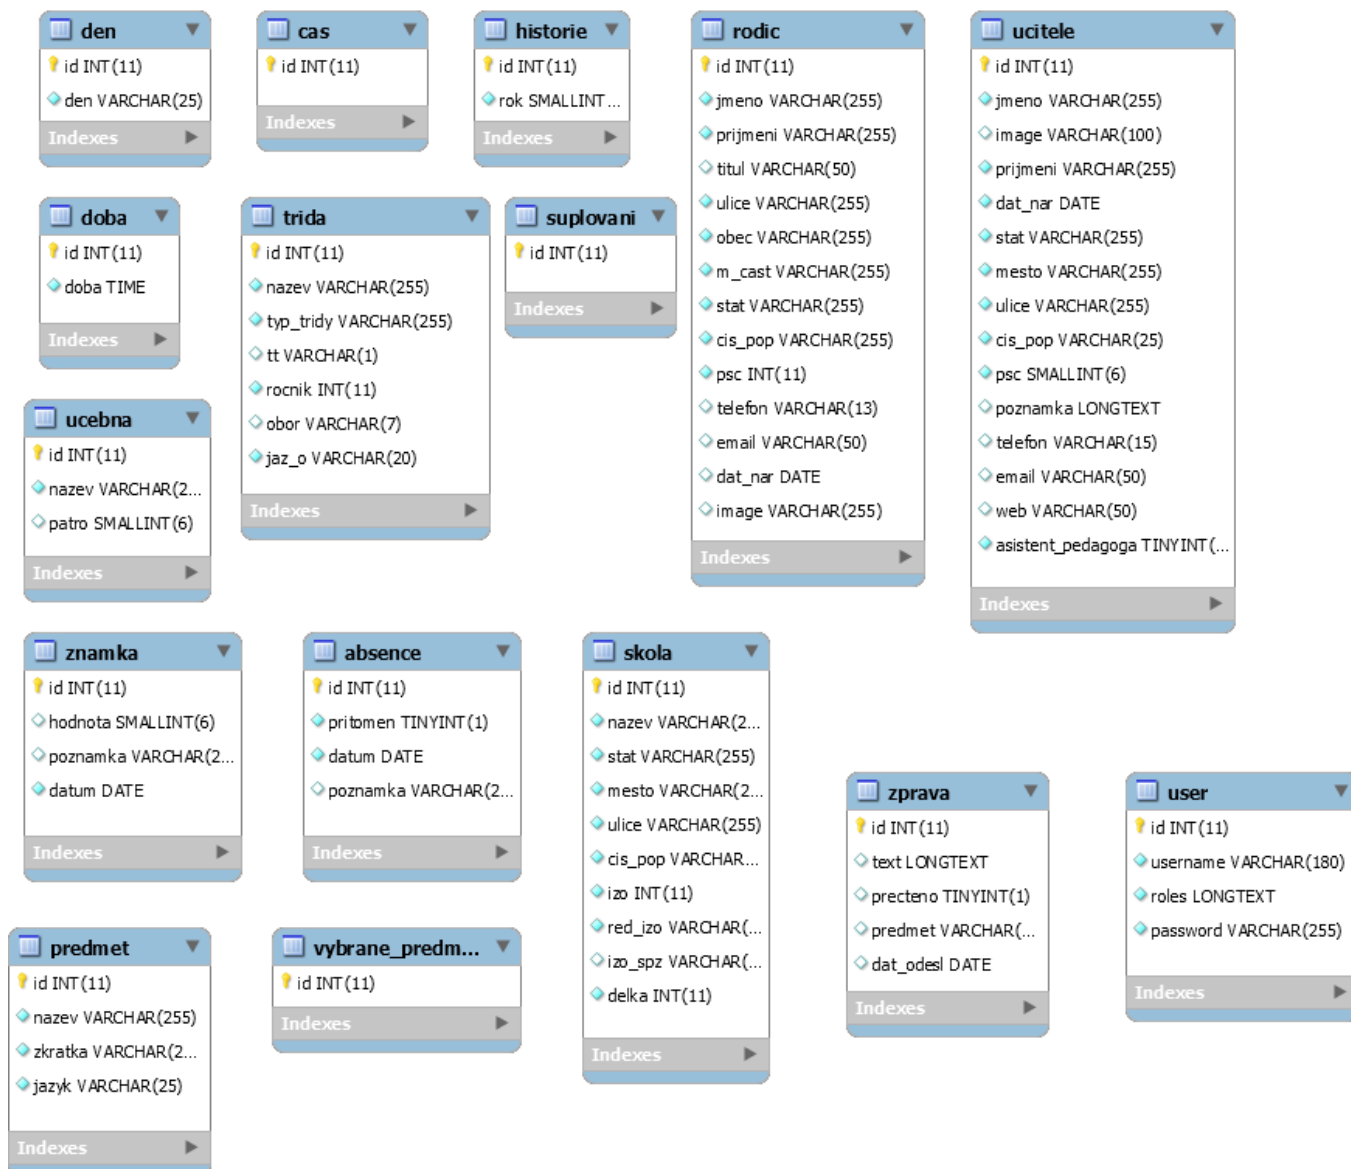 den
id INT(11)
den VARCHAR(25)
Indexes
cas
id INT(11)
Indexes
historie
id INT(11)
rok SMALLINT...
Indexes
rodic
id INT(11)
jmeno VARCHAR(255)
prijmeni VARCHAR(255)
titul VARCHAR(50)
ulice VARCHAR(255)
obec VARCHAR(255)
m_cast VARCHAR(255)
stat VARCHAR(255)
cis_pop VARCHAR(255)
psc INT(11)
telefon VARCHAR(13)
email VARCHAR(50)
dat_nar DATE
image VARCHAR(255)
Indexes
ucitele
id INT(11)
jmeno VARCHAR(255)
image VARCHAR(100)
prijmeni VARCHAR(255)
dat_nar DATE
stat VARCHAR(255)
mesto VARCHAR(255)
ulice VARCHAR(255)
cis_pop VARCHAR(25)
psc SMALLINT(6)
poznamka LONGTEXT
telefon VARCHAR(15)
email VARCHAR(50)
web VARCHAR(50)
asistent_pedagoga TINYINT(...
Indexes
doba
id INT(11)
doba TIME
Indexes
trida
id INT(11)
nazev VARCHAR(255)
typ_tridy VARCHAR(255)
tt VARCHAR(1)
rocnik INT(11)
obor VARCHAR(7)
jaz_o VARCHAR(20)
Indexes
suplovani
id INT(11)
Indexes
ucebna
id INT(11)
nazev VARCHAR(2...
patro SMALLINT(6)
Indexes
znamka
id INT(11)
hodnota SMALLINT(6)
poznamka VARCHAR(2...
datum DATE
Indexes
absence
id INT(11)
pritomen TINYINT(1)
datum DATE
poznamka VARCHAR(2...
Indexes
skola
id INT(11)
nazev VARCHAR(2...
stat VARCHAR(255)
mesto VARCHAR(2...
ulice VARCHAR(255)
cis_pop VARCHAR...
izo INT(11)
red_izo VARCHAR(...
izo_spz VARCHAR(...
delka INT(11)
Indexes
zprava
id INT(11)
text LONGTEXT
precteno TINYINT(1)
predmet VARCHAR(...
dat_odesl DATE
Indexes
user
id INT(11)
username VARCHAR(180)
roles LONGTEXT
password VARCHAR(255)
Indexes
predmet
id INT(11)
nazev VARCHAR(255)
zkratka VARCHAR(2...
jazyk VARCHAR(25)
Indexes
vybrane_predm...
id INT(11)
Indexes